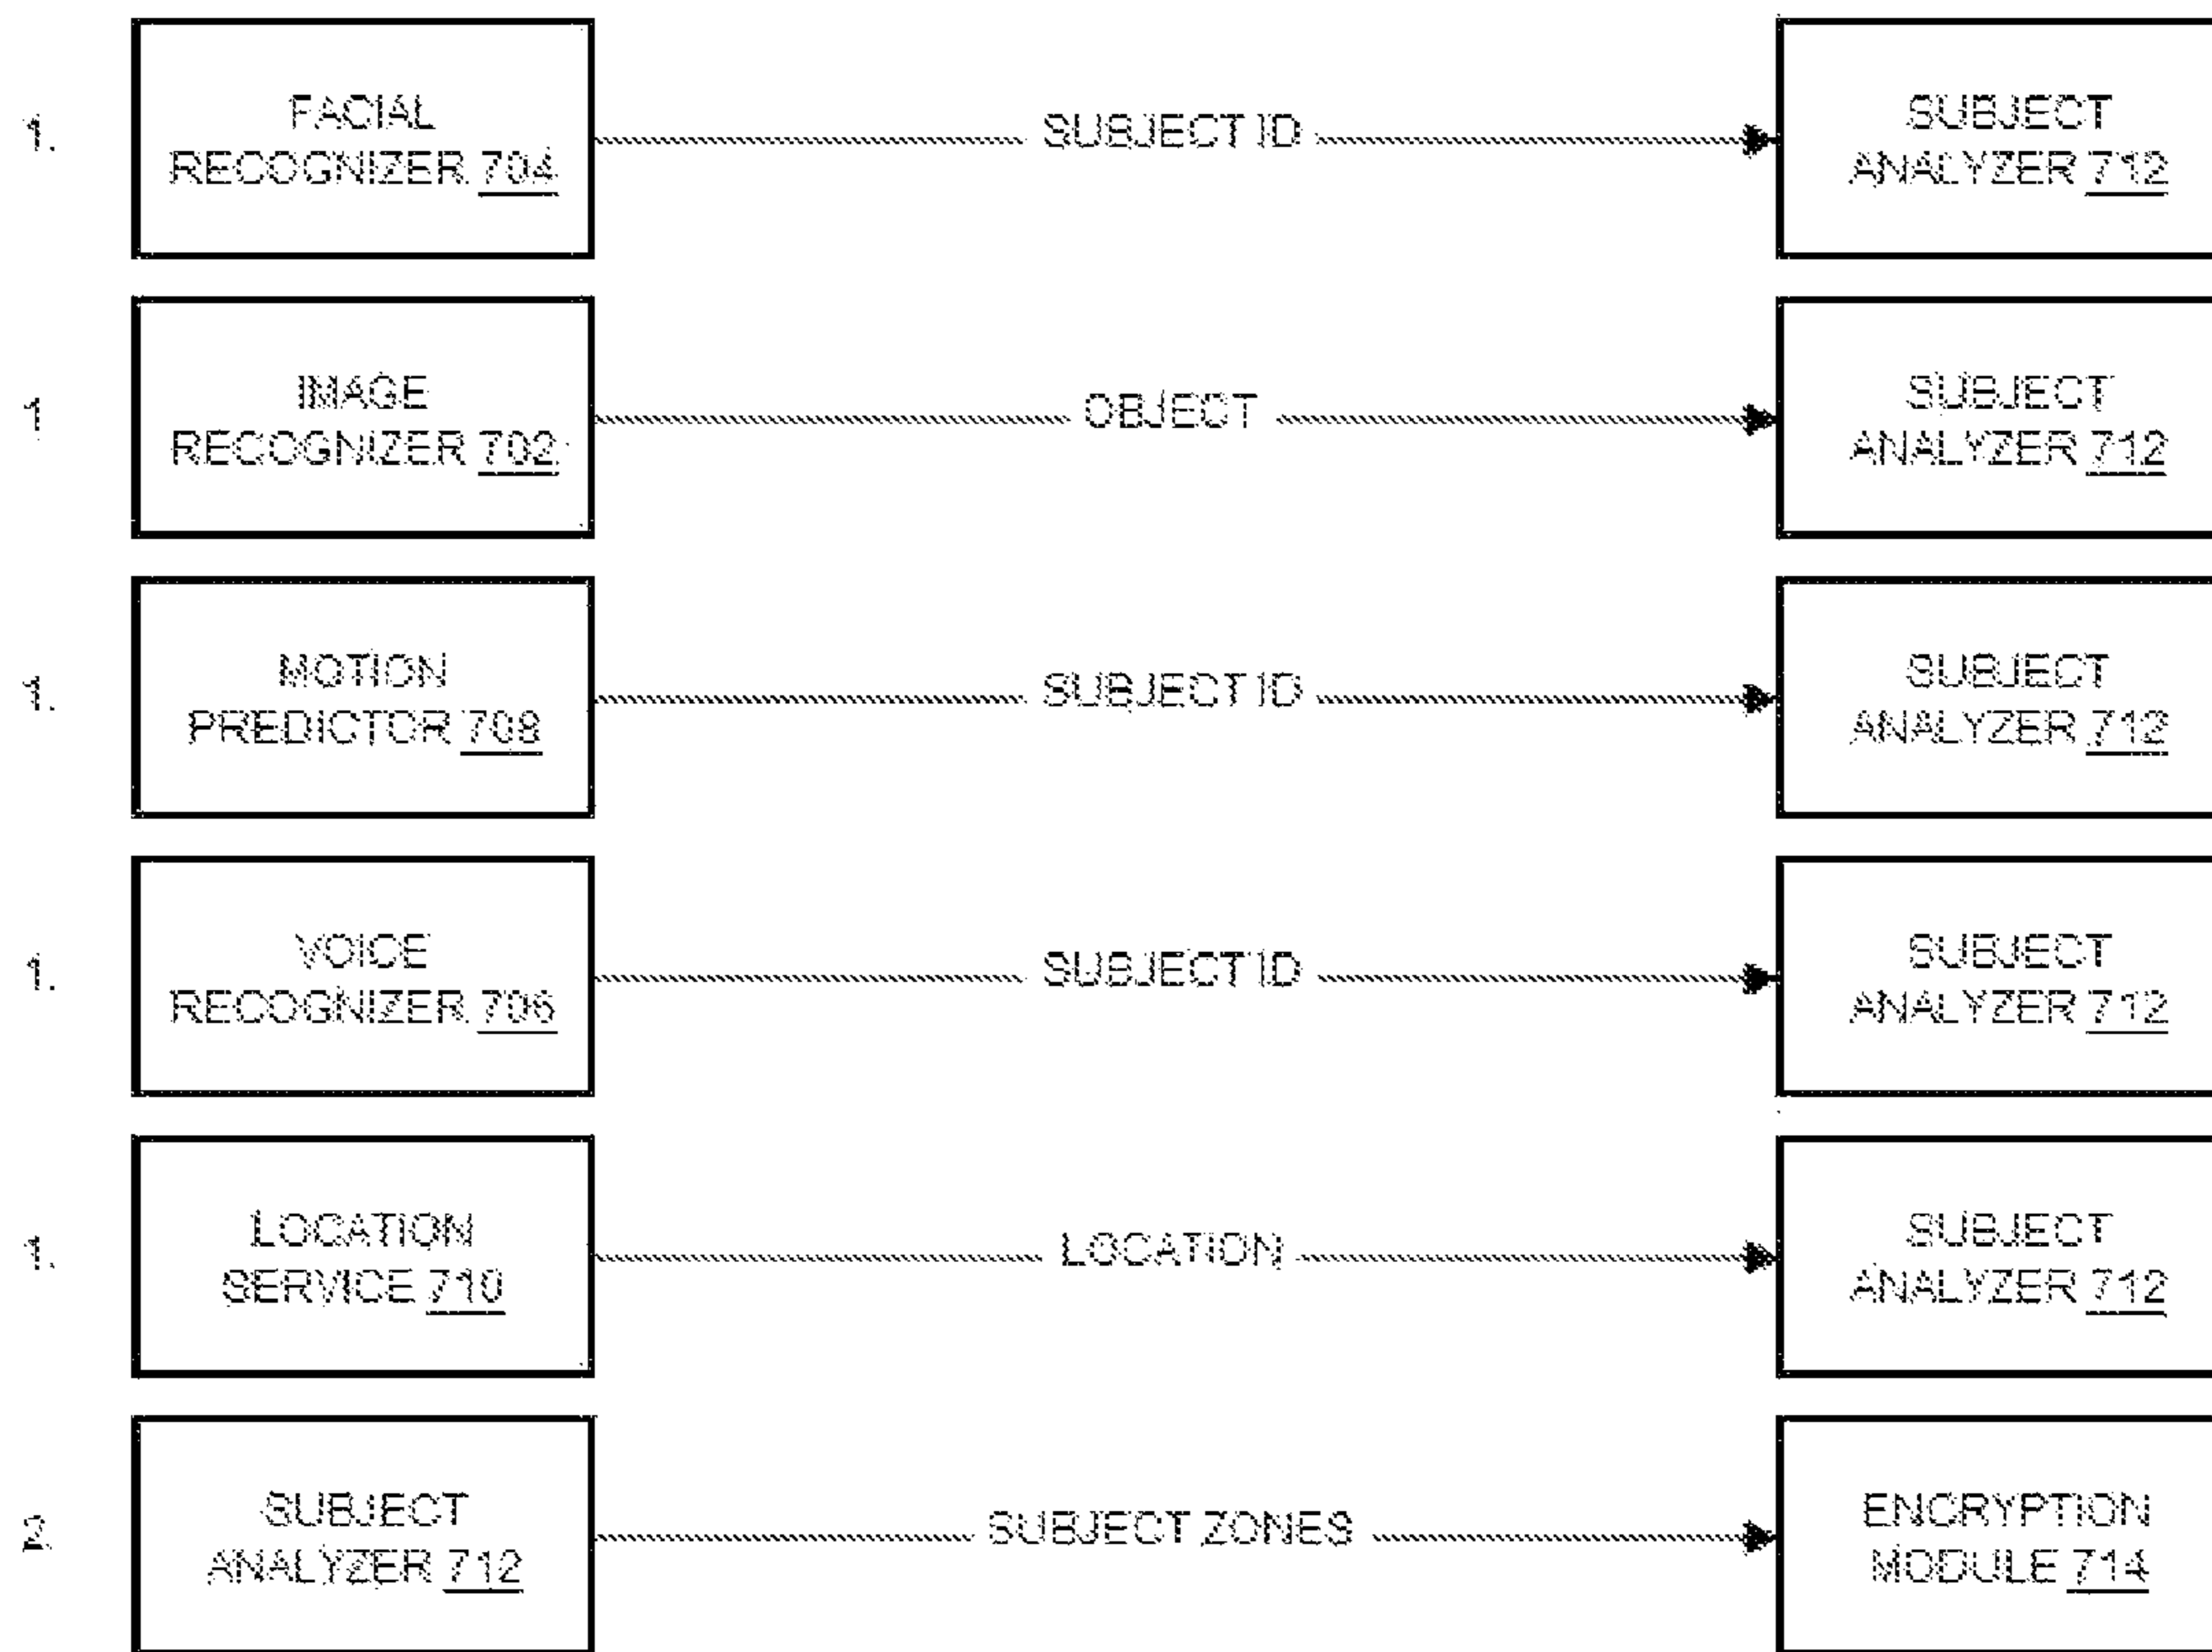 1.
FACIAL
RECOGNIZER 704
SUBJECT ID
SUBJECT
ANALYZER 712
1
IMAGE
RECOGNIZER 702
OBJECT
SUBJECT
ANALYZER 712
1.
MOTION
PREDICTOR 708
SUBJECT ID
SUBJECT
ANALYZER 712
1.
VOICE
RECOGNIZER 706
SUBJECT ID
SUBJECT
ANALYZER 712
1.
LOCATION
SERVICE 710
LOCATION
SUBJECT
ANALYZER 712
2
SUBJECT
ANALYZER 712
SUBJECT ZONES
ENCRYPTION
MODULE 714